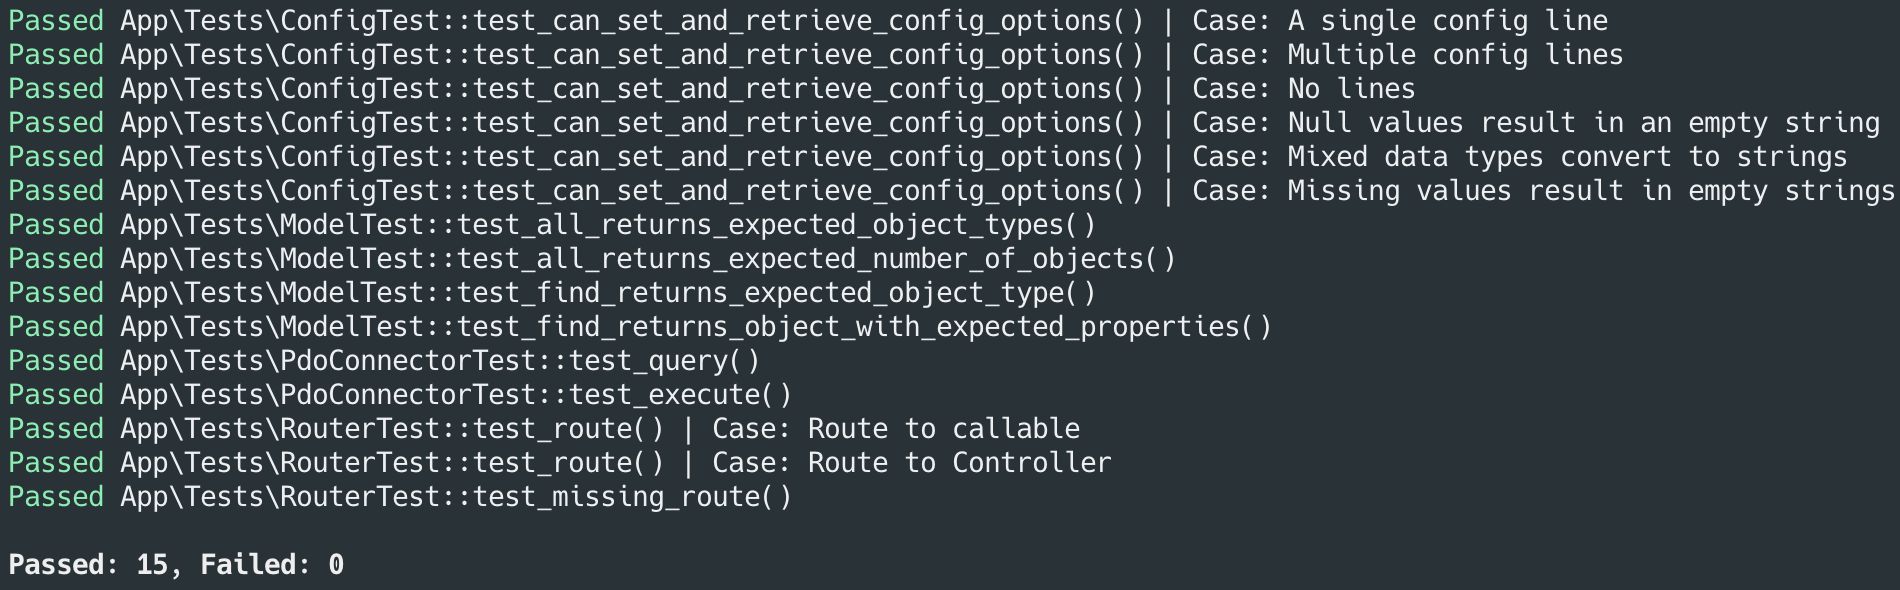 Passed App\Tests\ConfigTest::test_can_set_and_retrieve_config_options() | Case: A single config line
Passed App\Tests\ConfigTest::test_can_set_and_retrieve_config_options() | Case: Multiple config lines
Passed App\Tests\ConfigTest::test_can_set_and_retrieve_config_options() | Case: No lines
Passed App\Tests\ConfigTest::test_can_set_and_retrieve_config_options() | Case: Null values result in an empty string
Passed App\Tests\ConfigTest::test_can_set_and_retrieve_config_options() | Case: Mixed data types convert to strings
Passed App\Tests\ConfigTest::test_can_set_and_retrieve_config_options() | Case: Missing values result in empty strings
Passed App\Tests\ModelTest::test_all_returns_expected_object_types()
Passed App\Tests\ModelTest::test_all_returns_expected_number_of_objects()
Passed App\Tests\ModelTest::test_find_returns_expected_object_type()
Passed App\Tests\ModelTest::test_find_returns_object_with_expected_properties()
Passed App\Tests\PdoConnectorTest::test_query()
Passed App\Tests\PdoConnectorTest::test_execute()
Passed App\Tests\RouterTest::test_route() | Case: Route to callable
Passed App\Tests\RouterTest::test_route() | Case: Route to Controller
Passed App\Tests\RouterTest::test_missing_route()
Passed: 15, Failed: 0